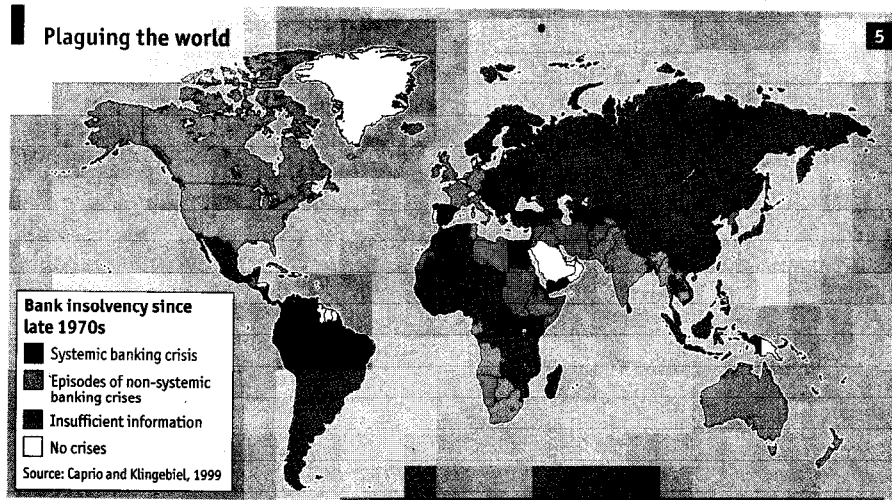 Plaguing the world
5
Bank insolvency since
late 1970s
Systemic banking crisis
Episodes of non-systemic
banking crises
Insufficient information
No crises
Source: Caprio and Klingebiel, 1999